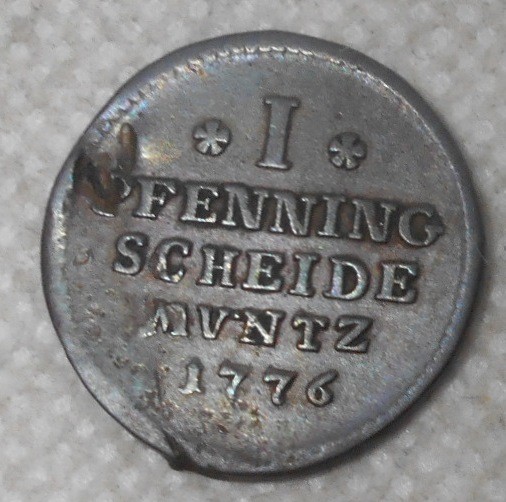 * I *
PFENNING
SCHEIDE
MUNTZ
1776